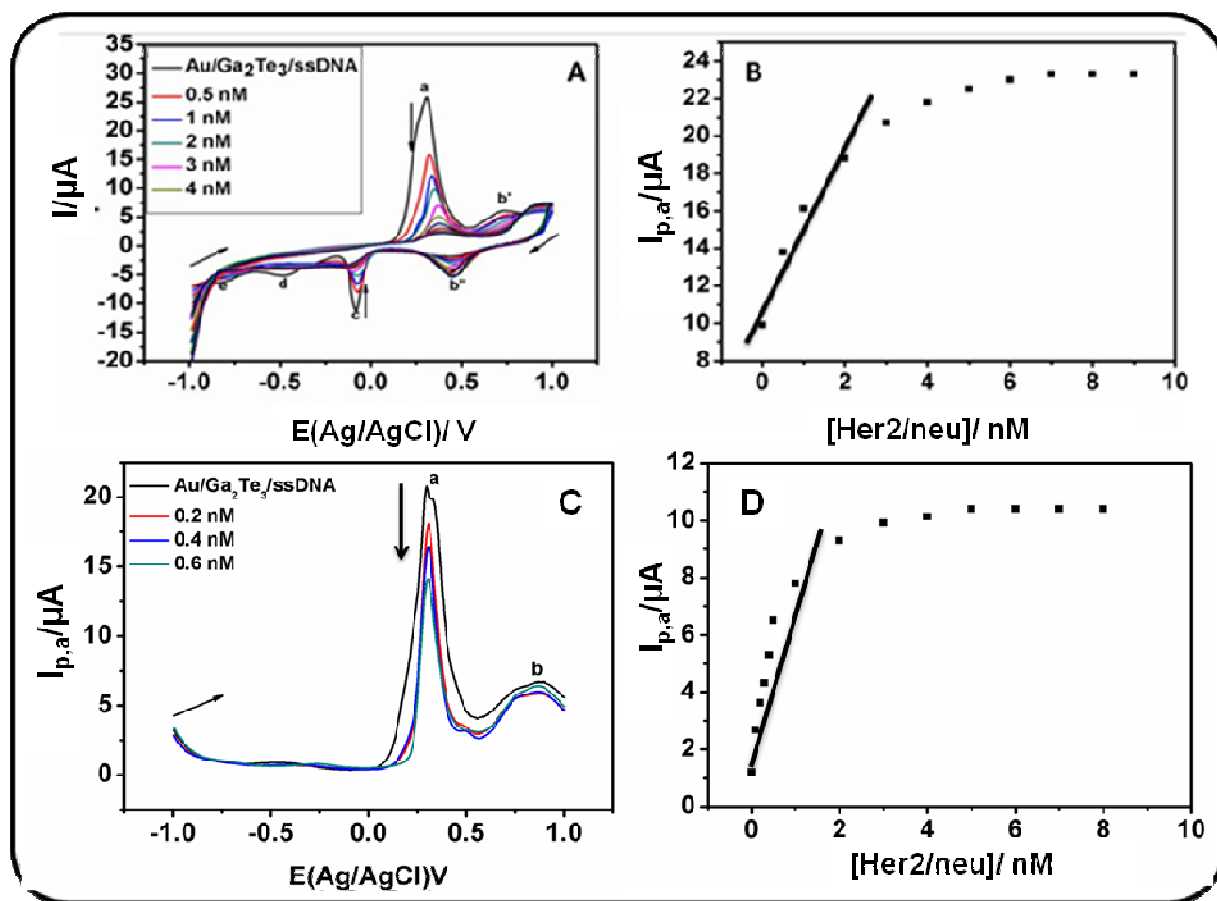 A
Au/Ga2Te3/ssDNA
0.5 nM
1 nM
2 nM
3 nM
4 nM
35
30
25
20
15
10
5
0
-5
-10
-15
-20
I/µA
a
b'
b"
c
d
e
-1.0 -0.5 0.0 0.5 1.0
E(Ag/AgCl)/ V
B
24
22
20
18
16
14
12
10
8
Ip,a/µA
0 2 4 6 8 10
[Her2/neu]/ nM
C
Au/Ga2Te3/ssDNA
0.2 nM
0.4 nM
0.6 nM
20
15
10
5
0
Ip,a/µA
a
b
-1.0 -0.5 0.0 0.5 1.0
E(Ag/AgCl)V
D
12
10
8
6
4
2
0
Ip,a/µA
0 2 4 6 8 10
[Her2/neu]/ nM